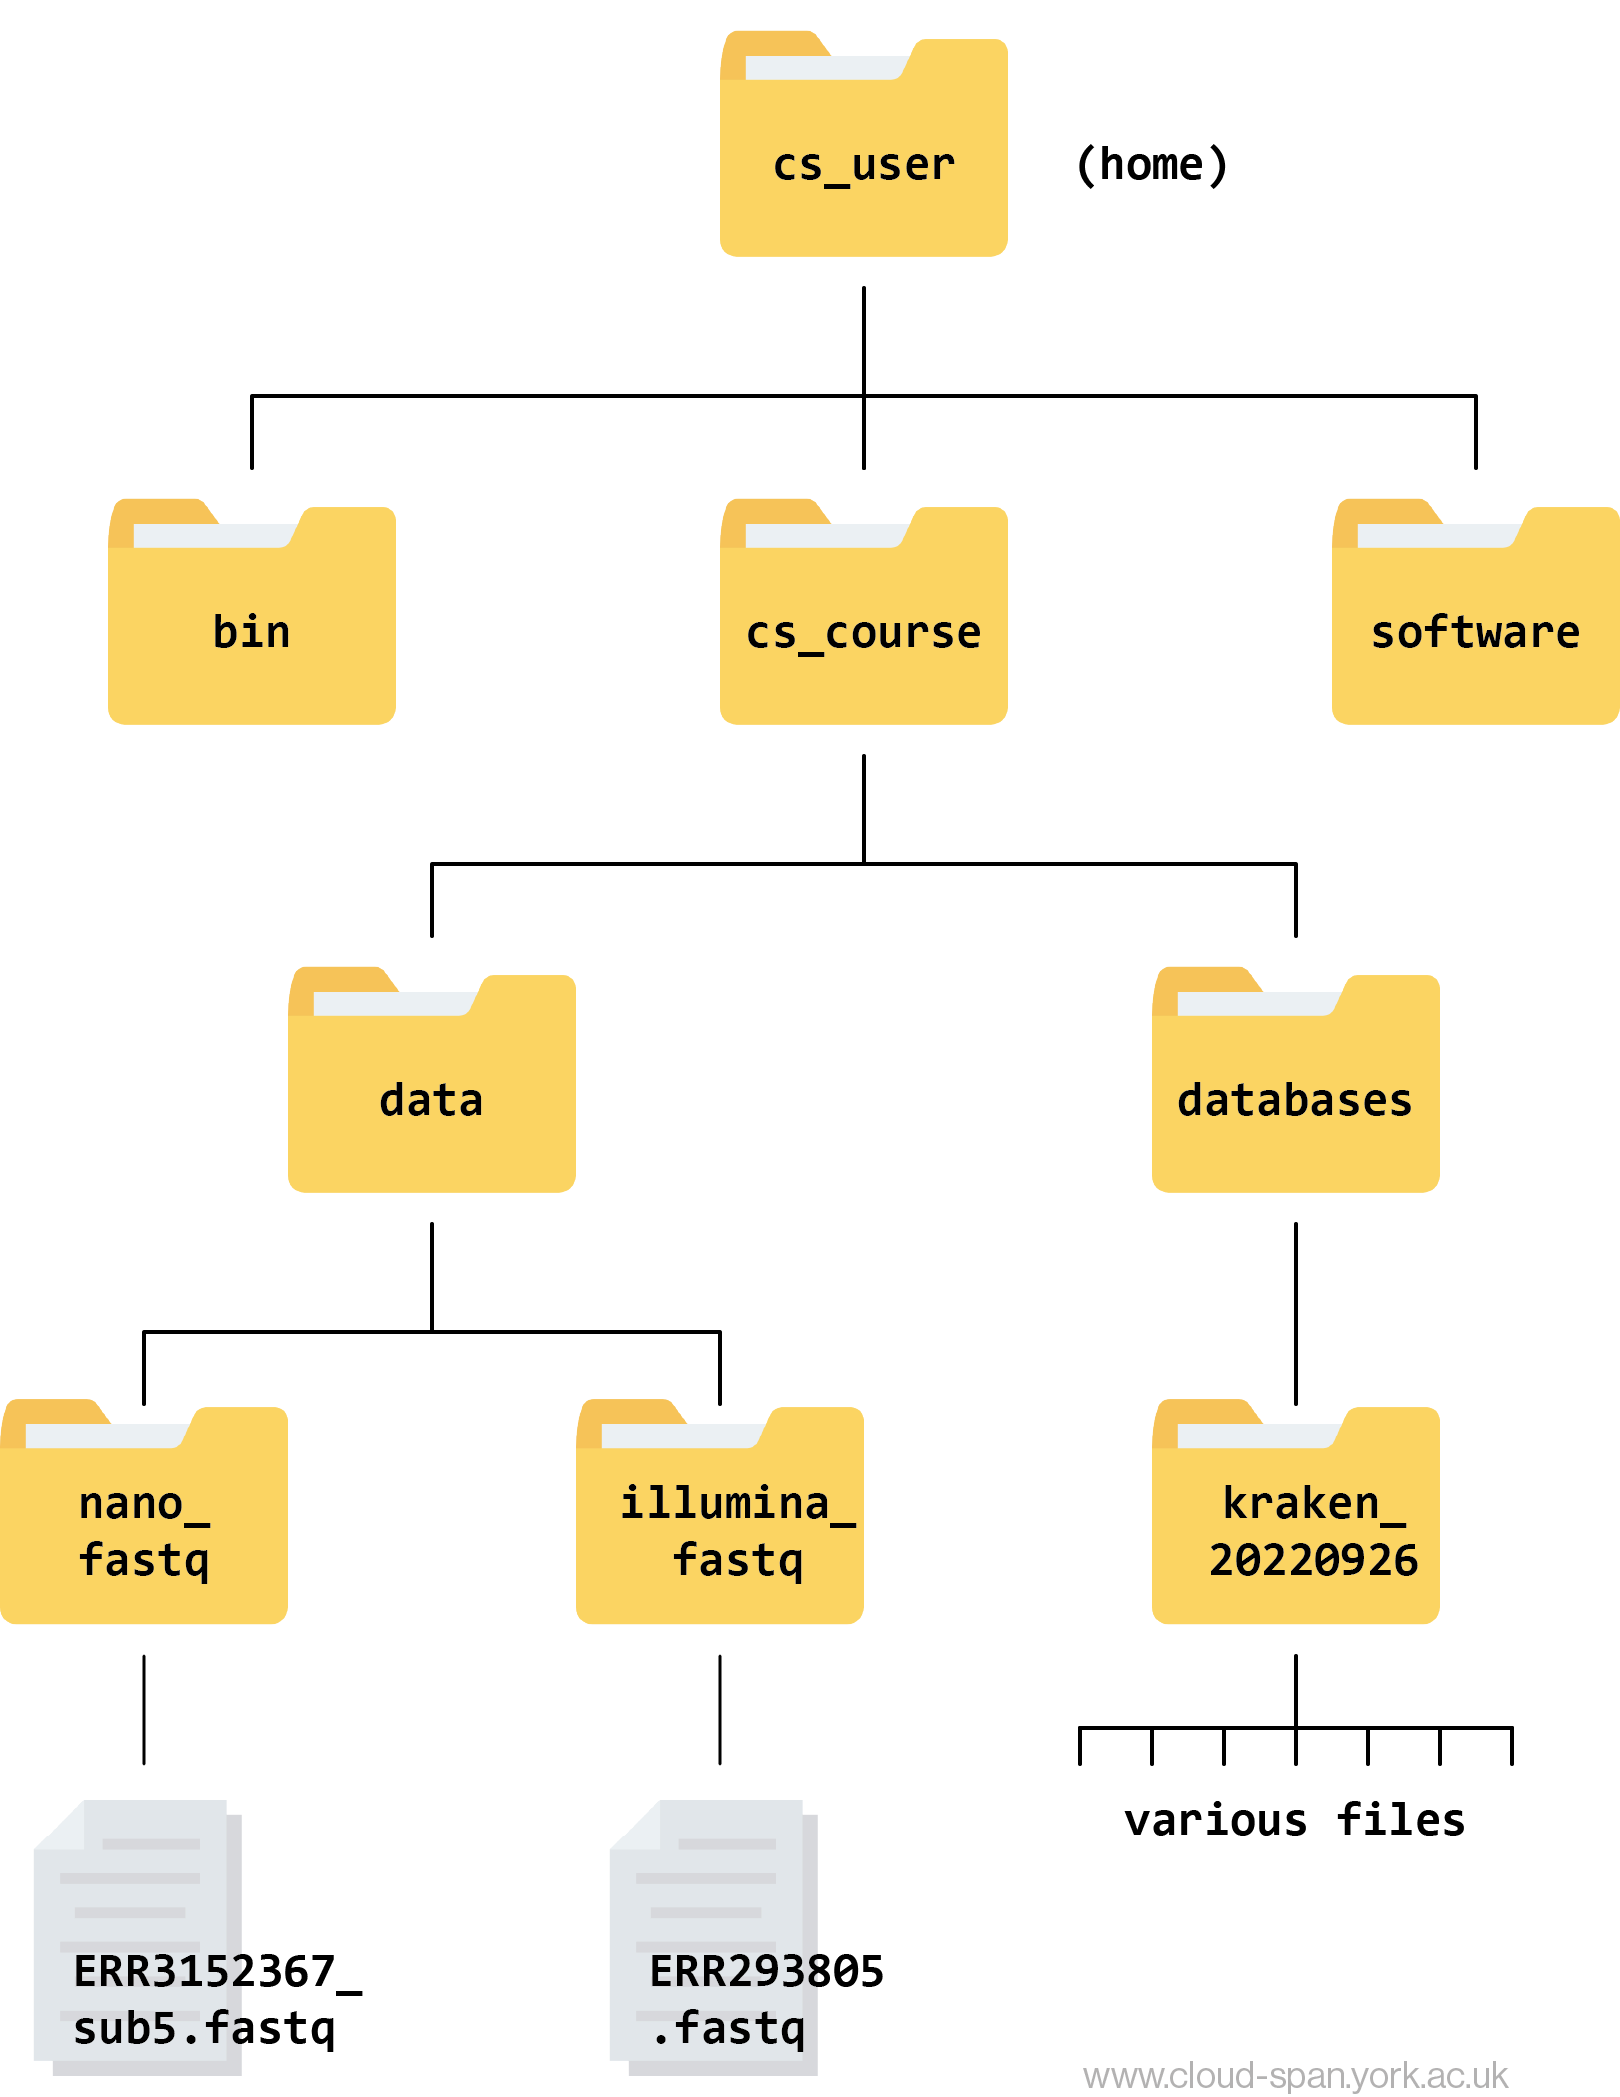 cs_user (home)
bin cs_course software
data databases
nano_ illumina_ kraken_
fastq fastq 20220926
various files
ERR3152367_ ERR293805
sub5.fastq .fastq
www.cloud-span.york.ac.uk